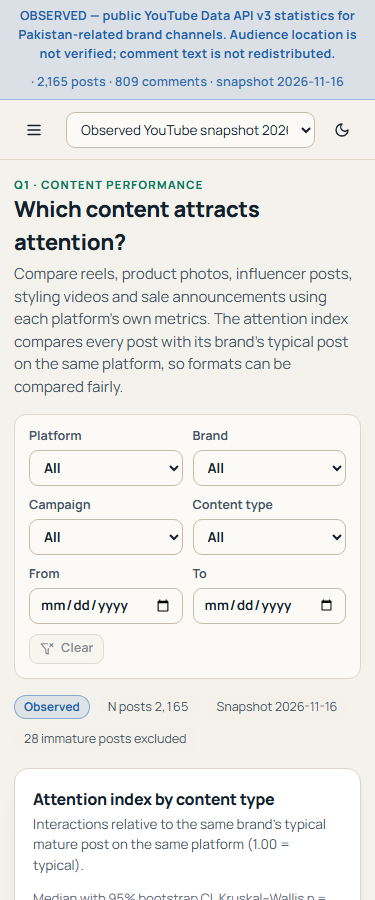 OBSERVED — public YouTube Data API v3 statistics for
Pakistan-related brand channels. Audience location is
not verified; comment text is not redistributed.
· 2,165 posts · 809 comments · snapshot 2026-11-16
Observed YouTube snapshot 2026
Q1 · CONTENT PERFORMANCE
Which content attracts
attention?
Compare reels, product photos, influencer posts,
styling videos and sale announcements using
each platform's own metrics. The attention index
compares every post with its brand's typical post
on the same platform, so formats can be
compared fairly.
Platform Brand
All All
Campaign Content type
All All
From To
mm/dd/yyyy mm/dd/yyyy
Clear
Observed N posts 2,165 Snapshot 2026-11-16
28 immature posts excluded
Attention index by content type
Interactions relative to the same brand's typical
mature post on the same platform (1.00 =
typical).
Median with 95% bootstrap CI. Kruskal–Wallis p =